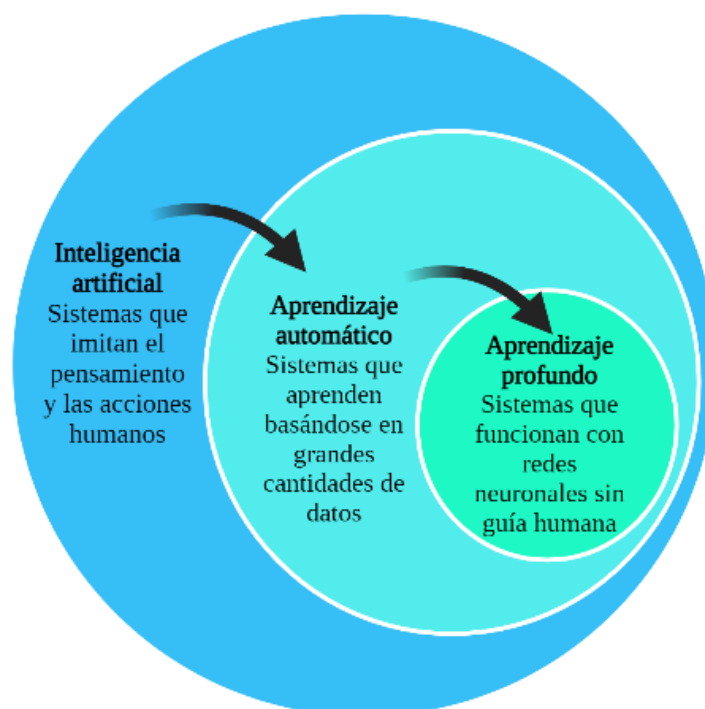 Inteligencia
artificial
Sistemas que
imitan el
pensamiento
y las acciones
humanos
Aprendizaje
automático
Sistemas que
aprenden
basándose en
grandes
cantidades de
datos
Aprendizaje
profundo
Sistemas que
funcionan con
redes
neuronales sin
guía humana